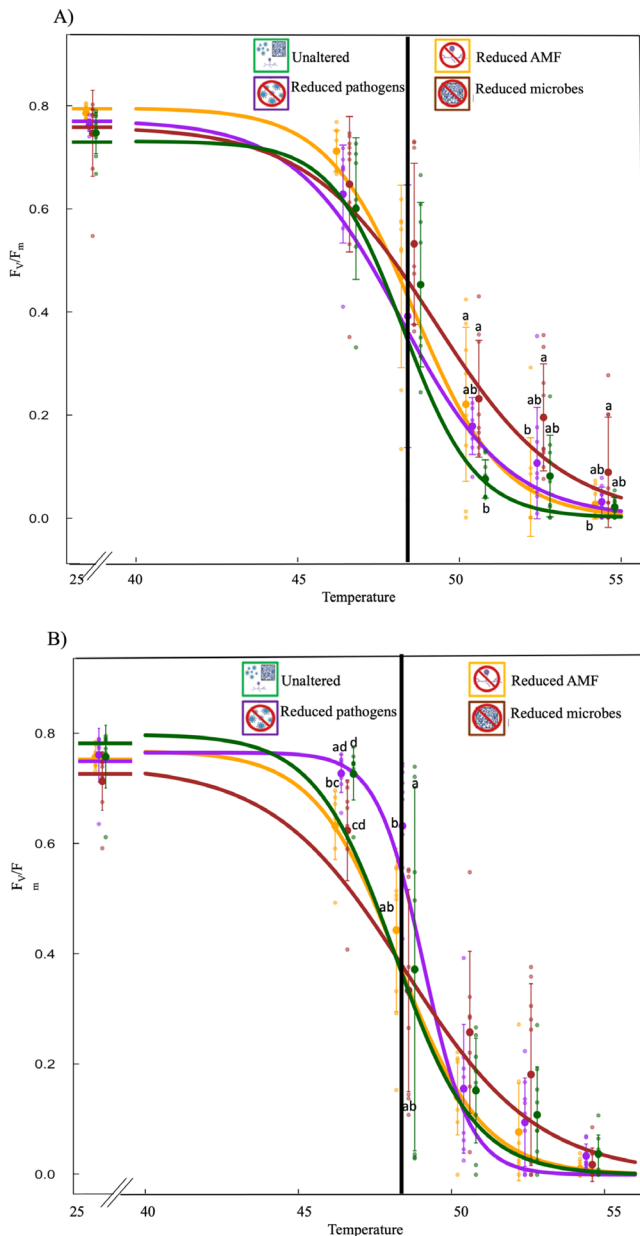 A)
Unaltered
Reduced AMF
Reduced pathogens
Reduced microbes
0.8
0.6
0.4
0.2
0.0
Fv/Fm
a
a
ab
b
a
ab
b
ab
a
ab
ab
b
25
40
45
50
55
Temperature
B)
Unaltered
Reduced AMF
Reduced pathogens
Reduced microbes
0.8
0.6
0.4
0.2
0.0
Fv/F
m
ad
d
bc
cd
b
a
ab
ab
25
40
45
50
55
Temperature